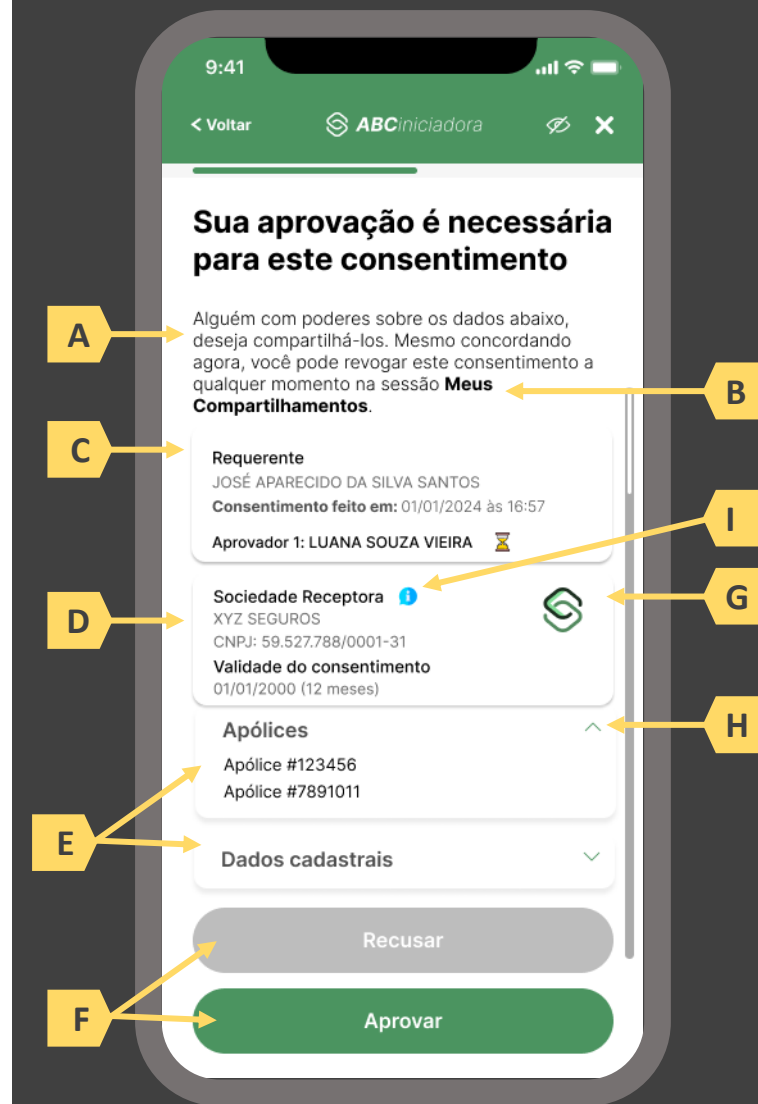 9:41
< Voltar
ABCiniciadora
Sua aprovação é necessária
para este consentimento
A
Alguém com poderes sobre os dados abaixo,
deseja compartilhá-los. Mesmo concordando
agora, você pode revogar este consentimento a
qualquer momento na sessão Meus
Compartilhamentos.
B
C
Requerente
JOSÉ APARECIDO DA SILVA SANTOS
Consentimento feito em: 01/01/2024 às 16:57
Aprovador 1: LUANA SOUZA VIEIRA
I
D
Sociedade Receptora
XYZ SEGUROS
CNPJ: 59.527.788/0001-31
Validade do consentimento
01/01/2000 (12 meses)
G
Apólices
H
Apólice #123456
Apólice #7891011
E
Dados cadastrais
Recusar
F
Aprovar